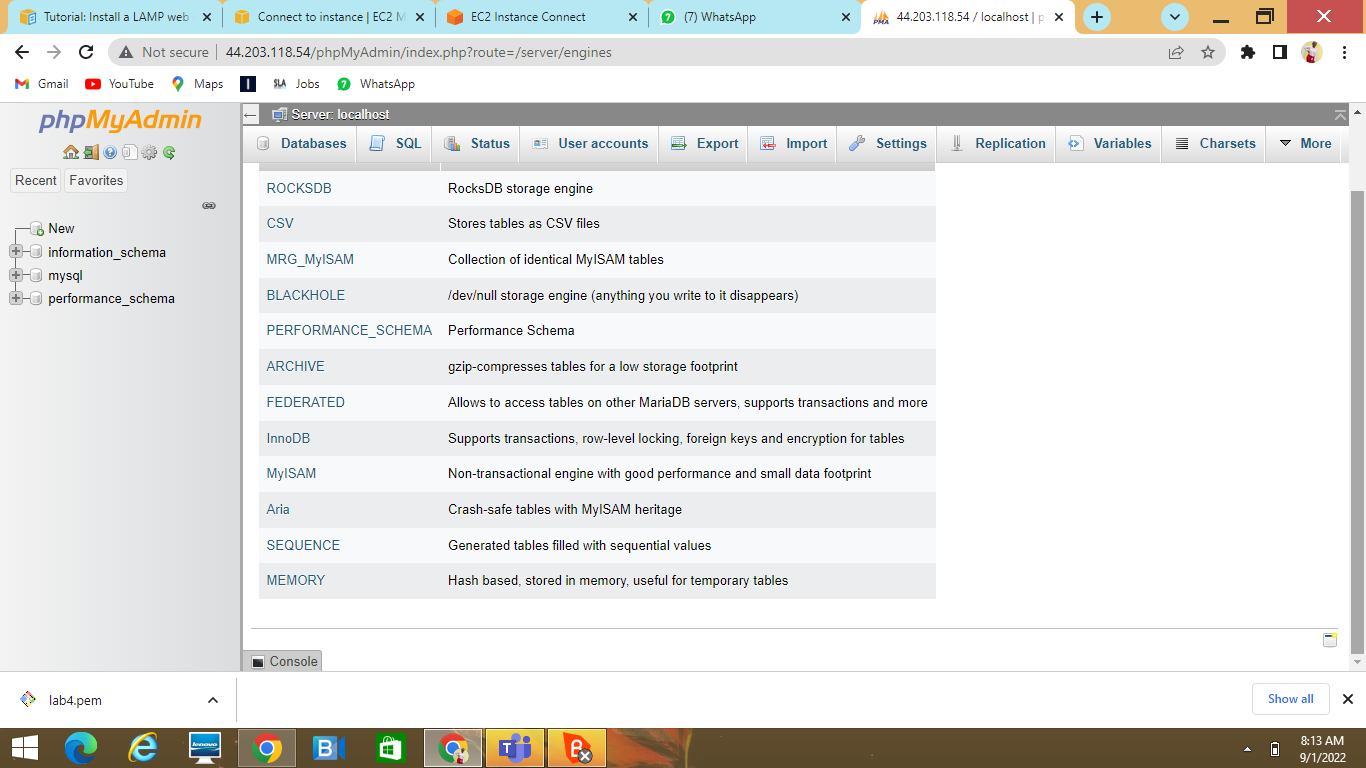 Tutorial: Install a LAMP web
Connect to instance | EC2 M
EC2 Instance Connect
(7) WhatsApp
44.203.118.54 / localhost | p
Not secure
44.203.118.54/phpMyAdmin/index.php?route=/server/engines
Gmail
YouTube
Maps
SLA
Jobs
WhatsApp
phpMyAdmin
Recent
Favorites
New
information_schema
mysql
performance_schema
Server: localhost
Databases
SQL
Status
User accounts
Export
Import
Settings
Replication
Variables
Charsets
More
ROCKSDB RocksDB storage engine
CSV Stores tables as CSV files
MRG_MyISAM Collection of identical MyISAM tables
BLACKHOLE /dev/null storage engine (anything you write to it disappears)
PERFORMANCE_SCHEMA Performance Schema
ARCHIVE gzip-compresses tables for a low storage footprint
FEDERATED Allows to access tables on other MariaDB servers, supports transactions and more
InnoDB Supports transactions, row-level locking, foreign keys and encryption for tables
MyISAM Non-transactional engine with good performance and small data footprint
Aria Crash-safe tables with MyISAM heritage
SEQUENCE Generated tables filled with sequential values
MEMORY Hash based, stored in memory, useful for temporary tables
Console
lab4.pem
Show all
lenovo
8:13 AM
9/1/2022